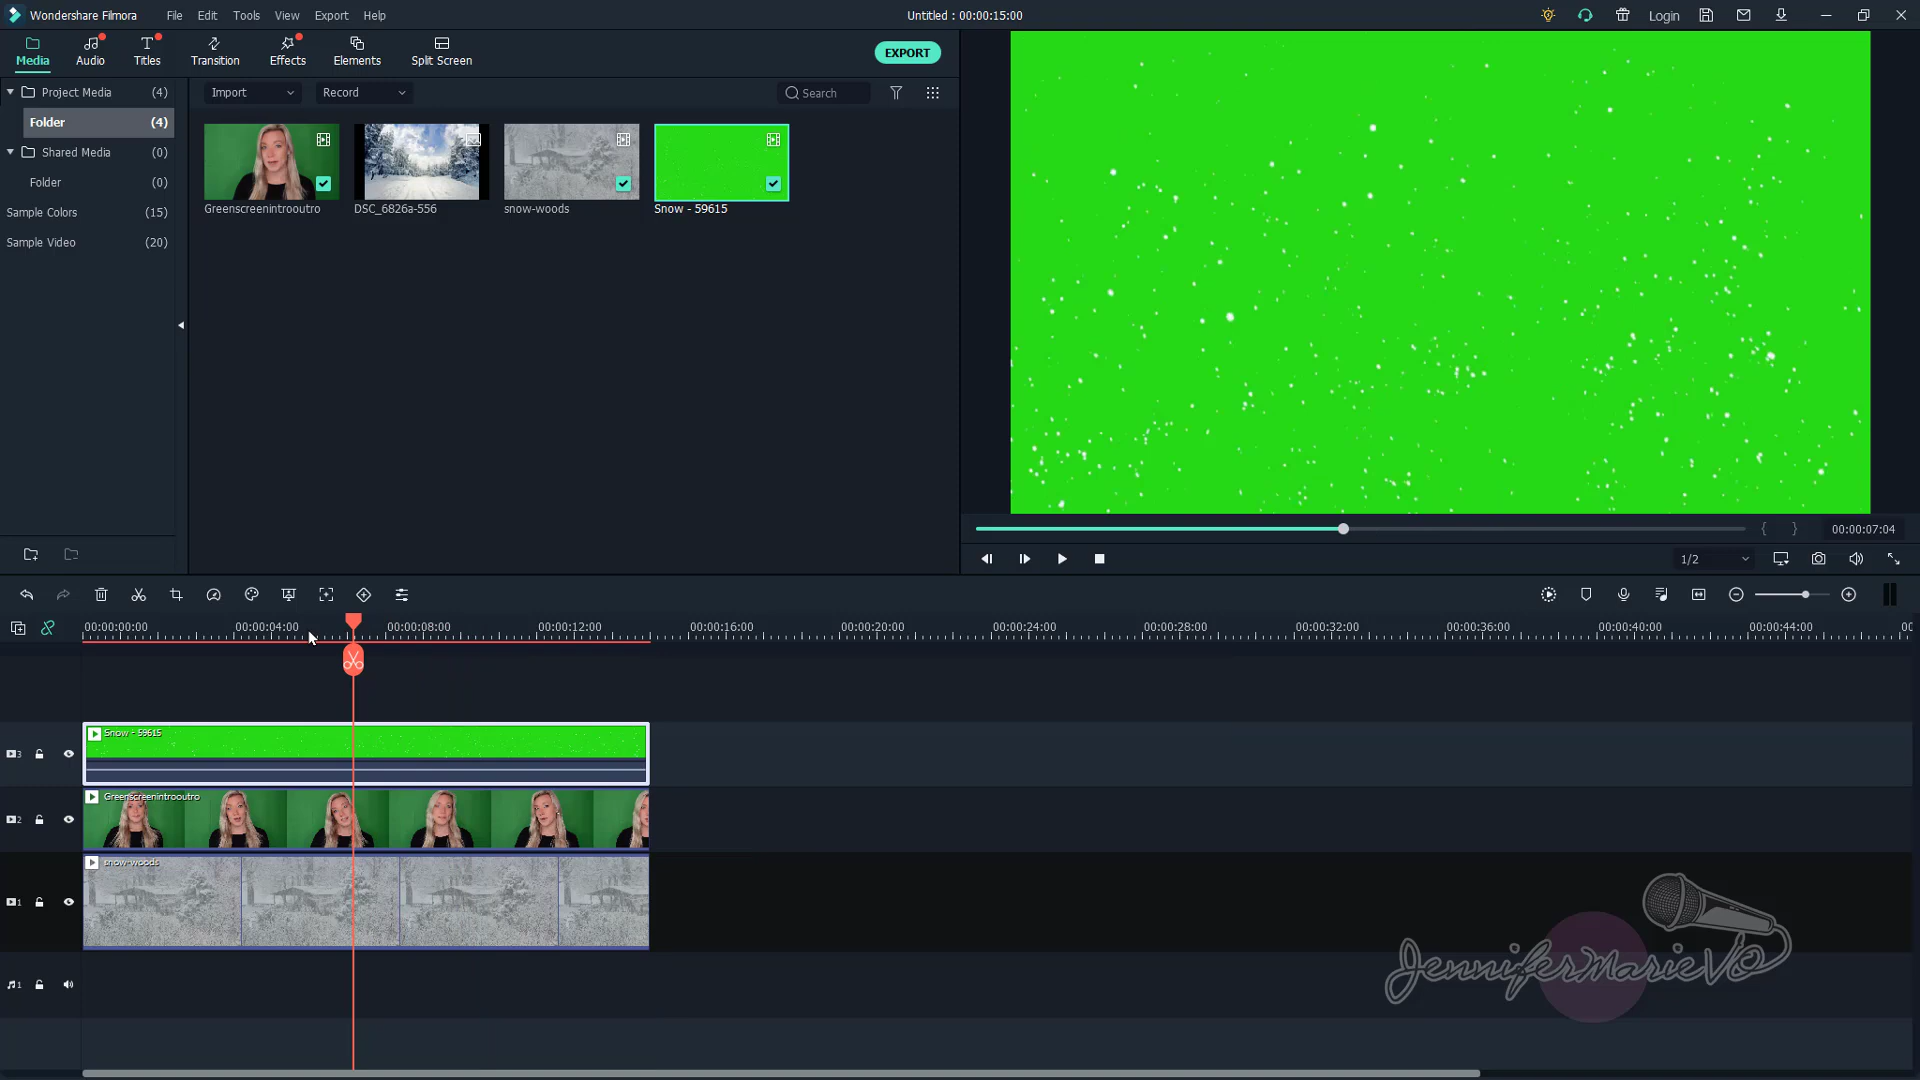 Wondershare Filmora File Edit Tools View Export Help Untitled : 00:00:15:00 Login
Media Audio Titles Transition Effects Elements Split Screen EXPORT
Project Media (4) Import Record Search
Folder (4)
Shared Media (0)
Folder (0)
Sample Colors (15)
Sample Video (20)
Greenscreenintrooutro DSC_6826a-556 snow-woods Snow - 59615
{ } 00:00:07:04
1/2
00:00:00:00 00:00:04:00 00:00:08:00 00:00:12:00 00:00:16:00 00:00:20:00 00:00:24:00 00:00:28:00 00:00:32:00 00:00:36:00 00:00:40:00 00:00:44:00 00
3 Snow - 59615
2 Greenscreenintrooutro
1 snow-woods
1
JenniferMarieVO